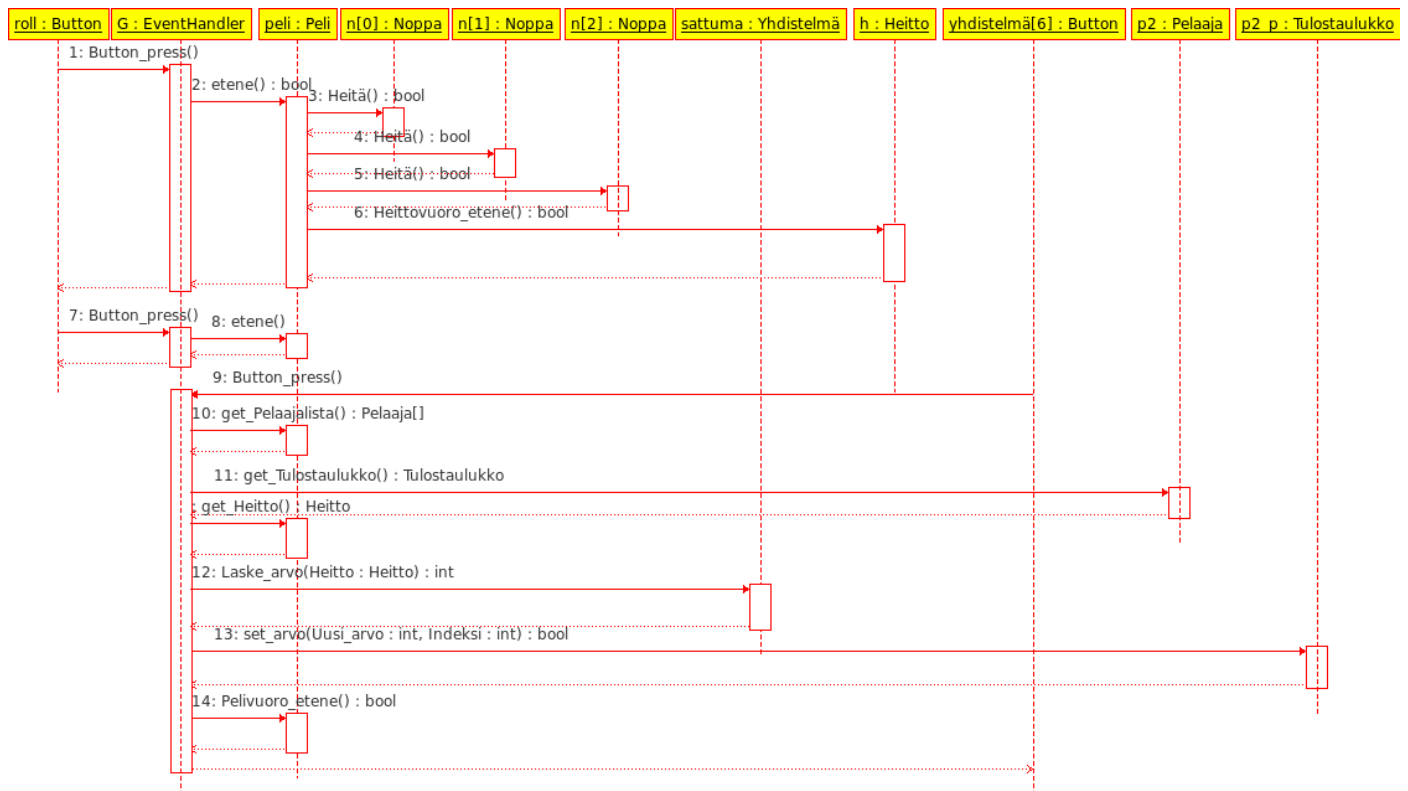 roll : Button
G : EventHandler
peli : Peli
n[0] : Noppa
n[1] : Noppa
n[2] : Noppa
sattuma : Yhdistelmä
h : Heitto
yhdistelmä[6] : Button
p2 : Pelaaja
p2 p : Tulostaulukko
1: Button_press()
2: etene() : bool
3: Heitä() : bool
4: Heitä() : bool
5: Heitä() : bool
6: Heittovuoro_etene() : bool
7: Button_press()
8: etene()
9: Button_press()
10: get_Pelaajalista() : Pelaaja[]
11: get_Tulostaulukko() : Tulostaulukko
: get_Heitto() : Heitto
12: Laske_arvo(Heitto : Heitto) : int
13: set_arvo(Uusi_arvo : int, Indeksi : int) : bool
14: Pelivuoro_etene() : bool